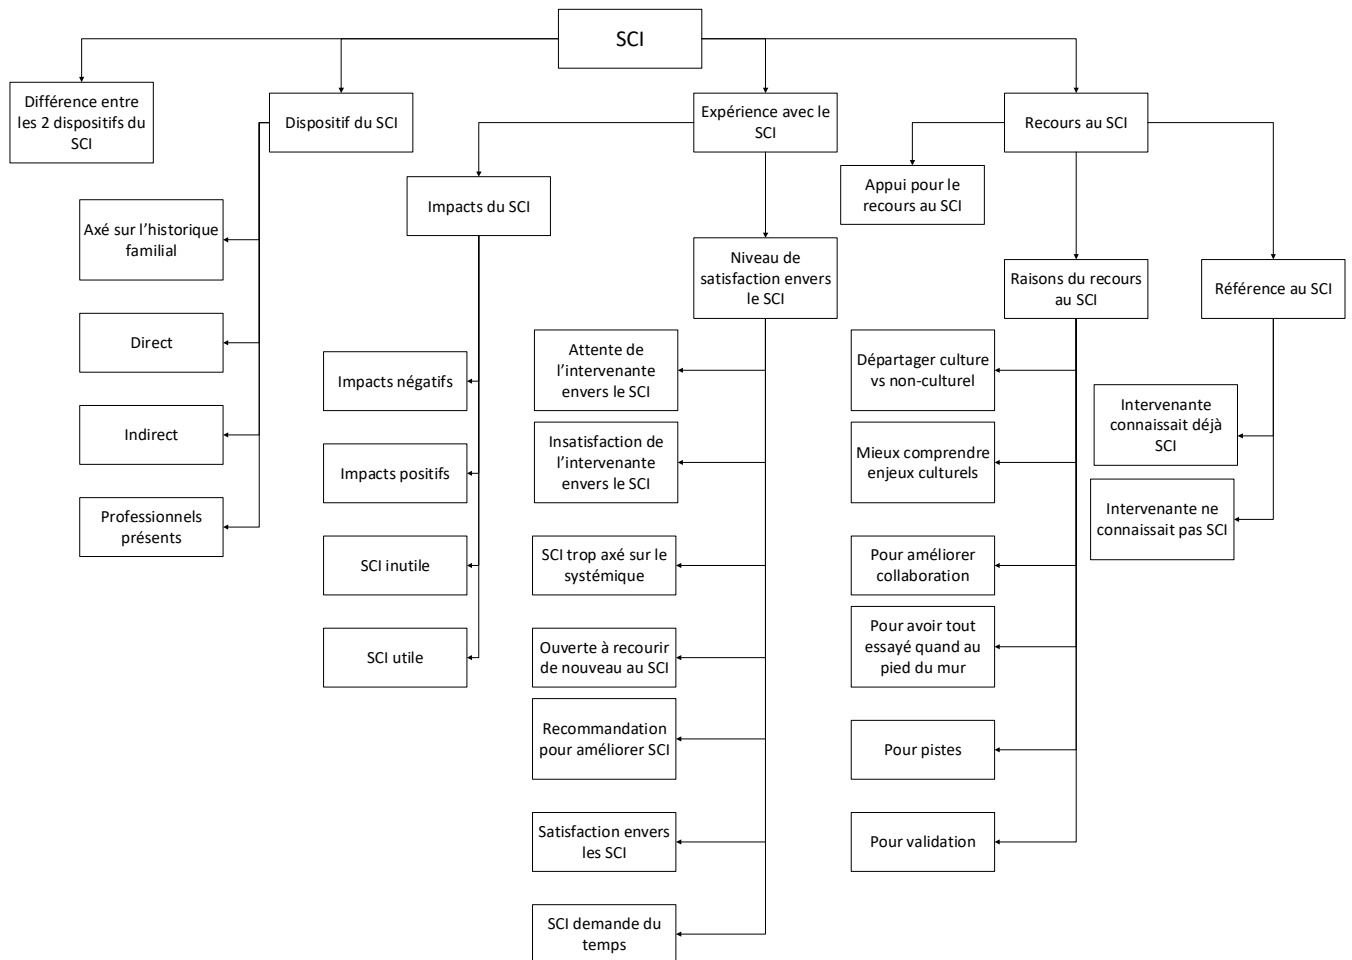 SCI
Différence entre
les 2 dispositifs du
SCI
Dispositif du SCI
Axé sur l’historique
familial
Direct
Indirect
Professionnels
présents
Expérience avec le
SCI
Impacts du SCI
Impacts négatifs
Impacts positifs
SCI inutile
SCI utile
Niveau de
satisfaction envers
le SCI
Attente de
l’intervenante
envers le SCI
Insatisfaction de
l’intervenante
envers le SCI
SCI trop axé sur le
systémique
Ouverte à recourir
de nouveau au SCI
Recommandation
pour améliorer SCI
Satisfaction envers
les SCI
SCI demande du
temps
Recours au SCI
Appui pour le
recours au SCI
Raisons du recours
au SCI
Départager culture
vs non-culturel
Mieux comprendre
enjeux culturels
Pour améliorer
collaboration
Pour avoir tout
essayé quand au
pied du mur
Pour pistes
Pour validation
Référence au SCI
Intervenante
connaissait déjà
SCI
Intervenante ne
connaissait pas SCI